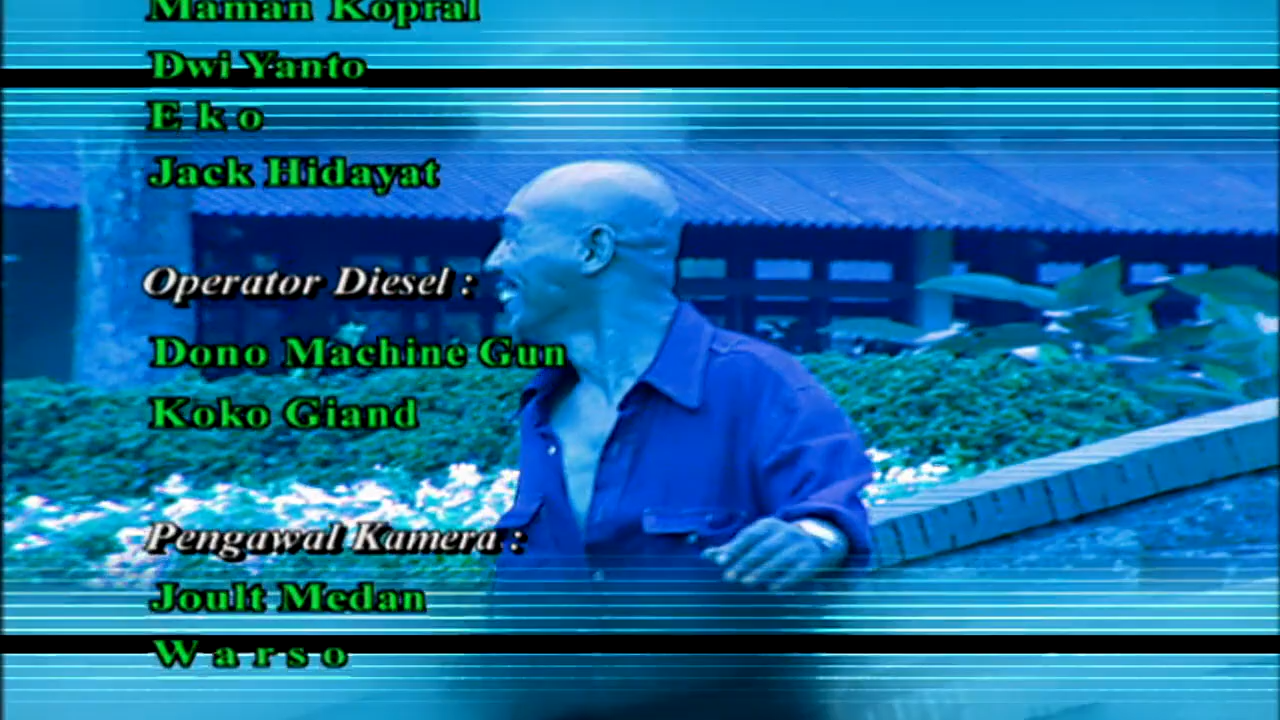 Maman Kopral
Dwi Yanto
E k o
Jack Hidayat
Operator Diesel :
Dono Machine Gun
Koko Giand
Pengawal Kamera :
Joult Medan
W a r s o